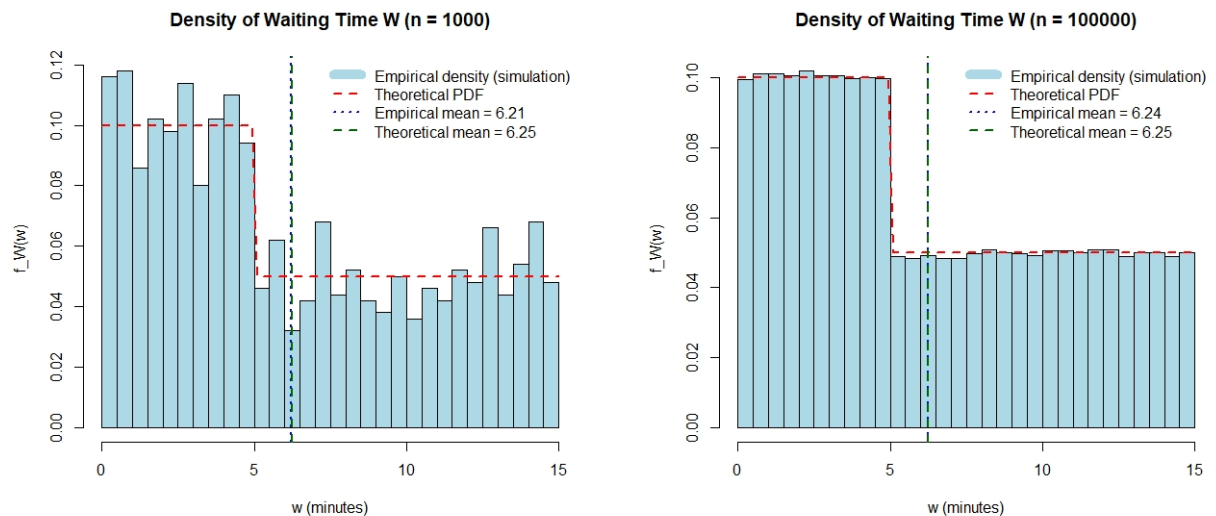 Density of Waiting Time W (n = 1000)
0.12
0.10
0.08
0.06
0.04
0.02
0.00
f_W(w)
Empirical density (simulation)
Theoretical PDF
Empirical mean = 6.21
Theoretical mean = 6.25
0 5 10 15
w (minutes)
Density of Waiting Time W (n = 100000)
0.10
0.08
0.06
0.04
0.02
0.00
f_W(w)
Empirical density (simulation)
Theoretical PDF
Empirical mean = 6.24
Theoretical mean = 6.25
0 5 10 15
w (minutes)